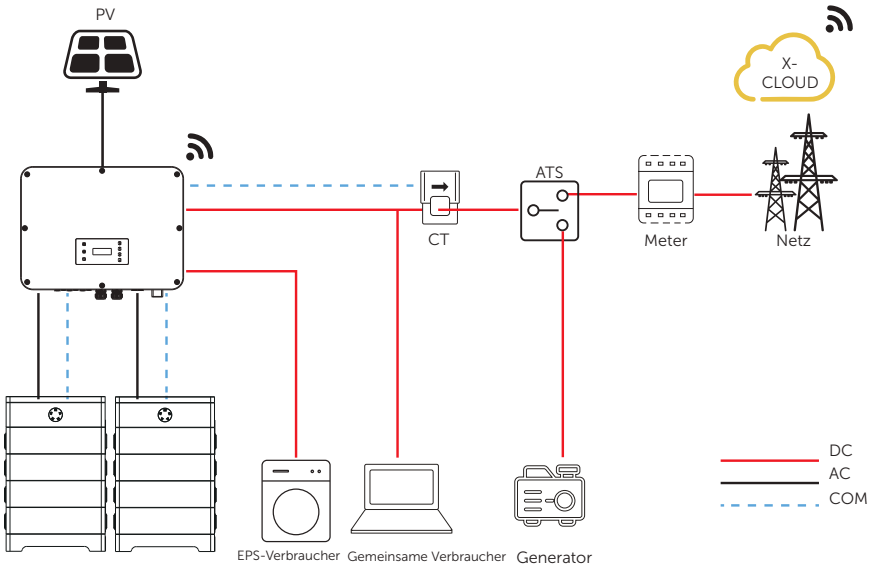 PV
X-
CLOUD
ATS
CT
Meter
Netz
DC
AC
COM
EPS-Verbraucher
Gemeinsame Verbraucher
Generator